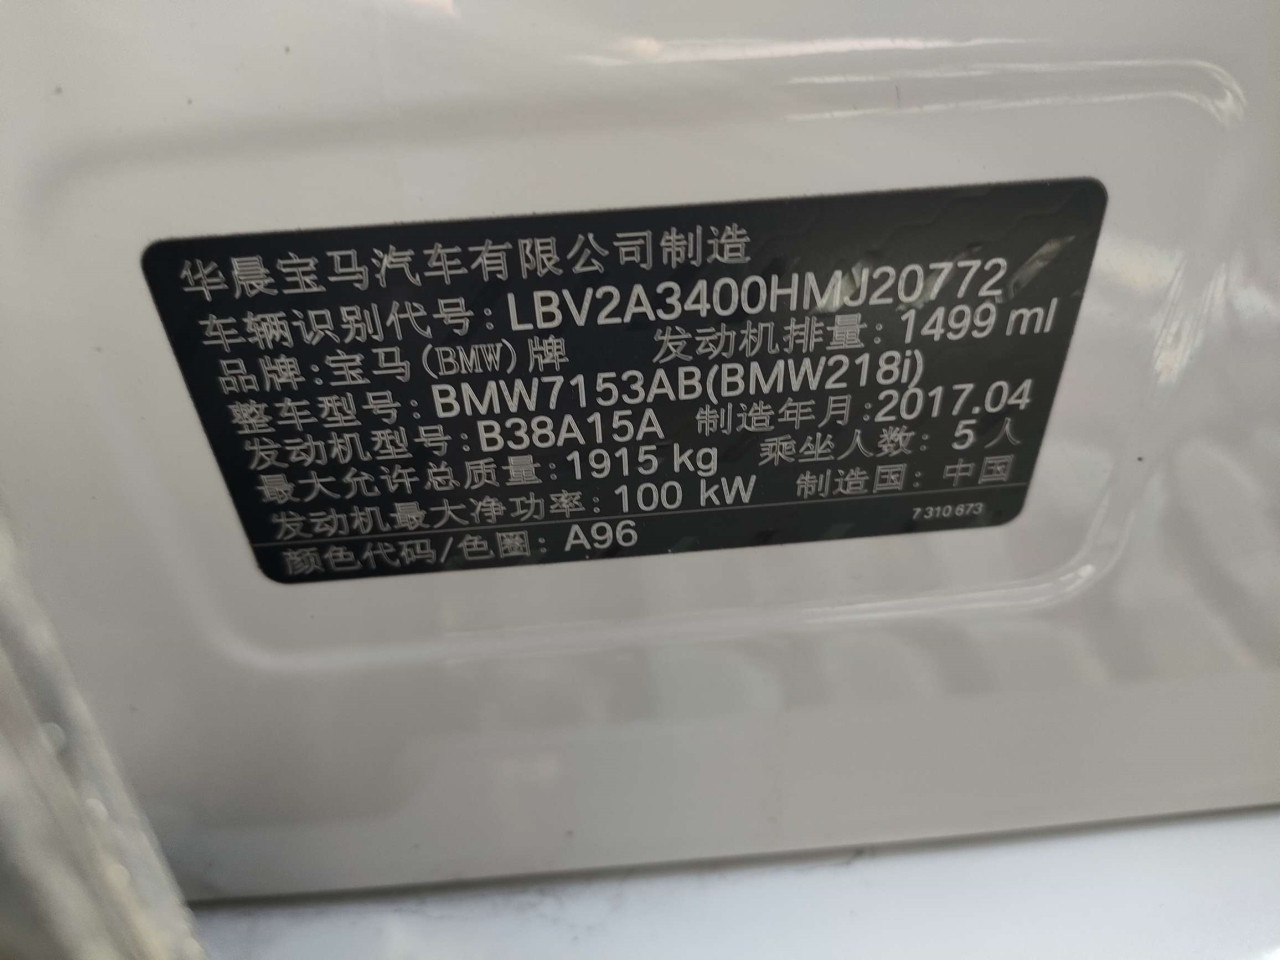 华晨宝马汽车有限公司制造
车辆识别代号: LBV2A3400HMJ20772
品牌: 宝马(BMW)牌 发动机排量: 1499 ml
整车型号: BMW7153AB(BMW218i)
发动机型号: B38A15A 制造年月: 2017.04
最大允许总质量: 1915 kg 乘坐人数: 5 人
发动机最大净功率: 100 kW 制造国: 中国
颜色代码/色圈: A96 7 310 673